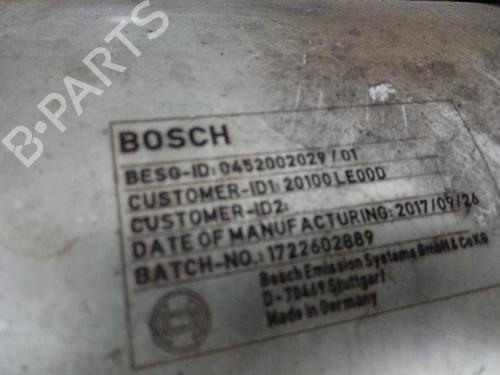 B-PARTS
BOSCH
BESG-ID: 0452002029 / 01
CUSTOMER-ID1: 20100 LE00D
CUSTOMER-ID2:
DATE OF MANUFACTURING: 2017/09/26
BATCH-NO.: 1722602889
Bosch Emission Systems GmbH & Co KG
D-70469 Stuttgart
Made in Germany